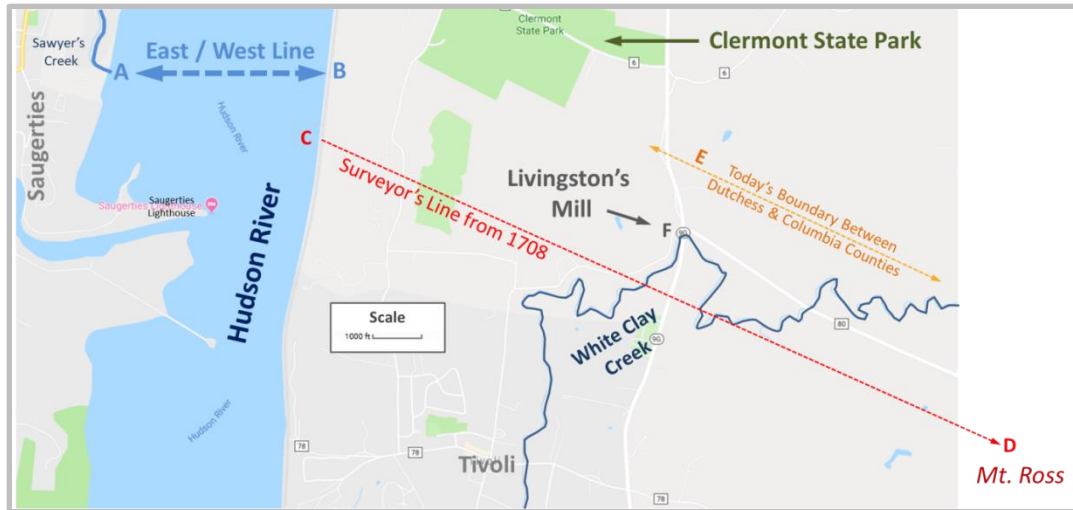 Clermont
State Park
Sawyer's
Creek
East / West Line
A
B
Clermont State Park
6
6
Saugerties
Hudson River
C
Surveyor's Line from 1708
E
Today's Boundary Between
Dutchess & Columbia Counties
Livingston's
Mill
F
9G
Saugerties Lighthouse
Saugerties
Lighthouse
Hudson River
Scale
1000 ft
White Clay
Creek
9G
80
Hudson River
78
78
Tivoli
78
D
Mt. Ross